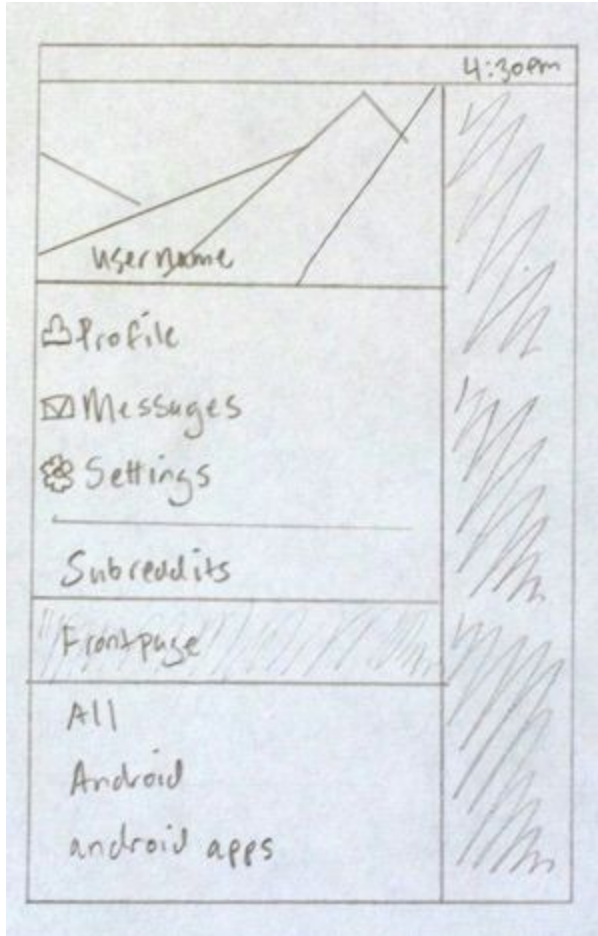 4:30pm
username
Profile
Messages
Settings
Subreddits
Frontpage
All
Android
android apps